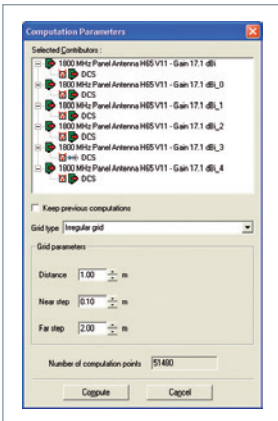 Computation Parameters
Selected Contributors :
1800 MHz Panel Antenna H65 V11 - Gain 17.1 dBi
DCS
1800 MHz Panel Antenna H65 V11 - Gain 17.1 dBi_0
DCS
1800 MHz Panel Antenna H65 V11 - Gain 17.1 dBi_1
DCS
1800 MHz Panel Antenna H65 V11 - Gain 17.1 dBi_2
DCS
1800 MHz Panel Antenna H65 V11 - Gain 17.1 dBi_3
DCS
1800 MHz Panel Antenna H65 V11 - Gain 17.1 dBi_4
DCS
Keep previous computations
Grid type Irregular grid
Grid parameters
Distance 1.00 m
Near step 0.10 m
Far step 2.00 m
Number of computation points 51480
Compute Cancel